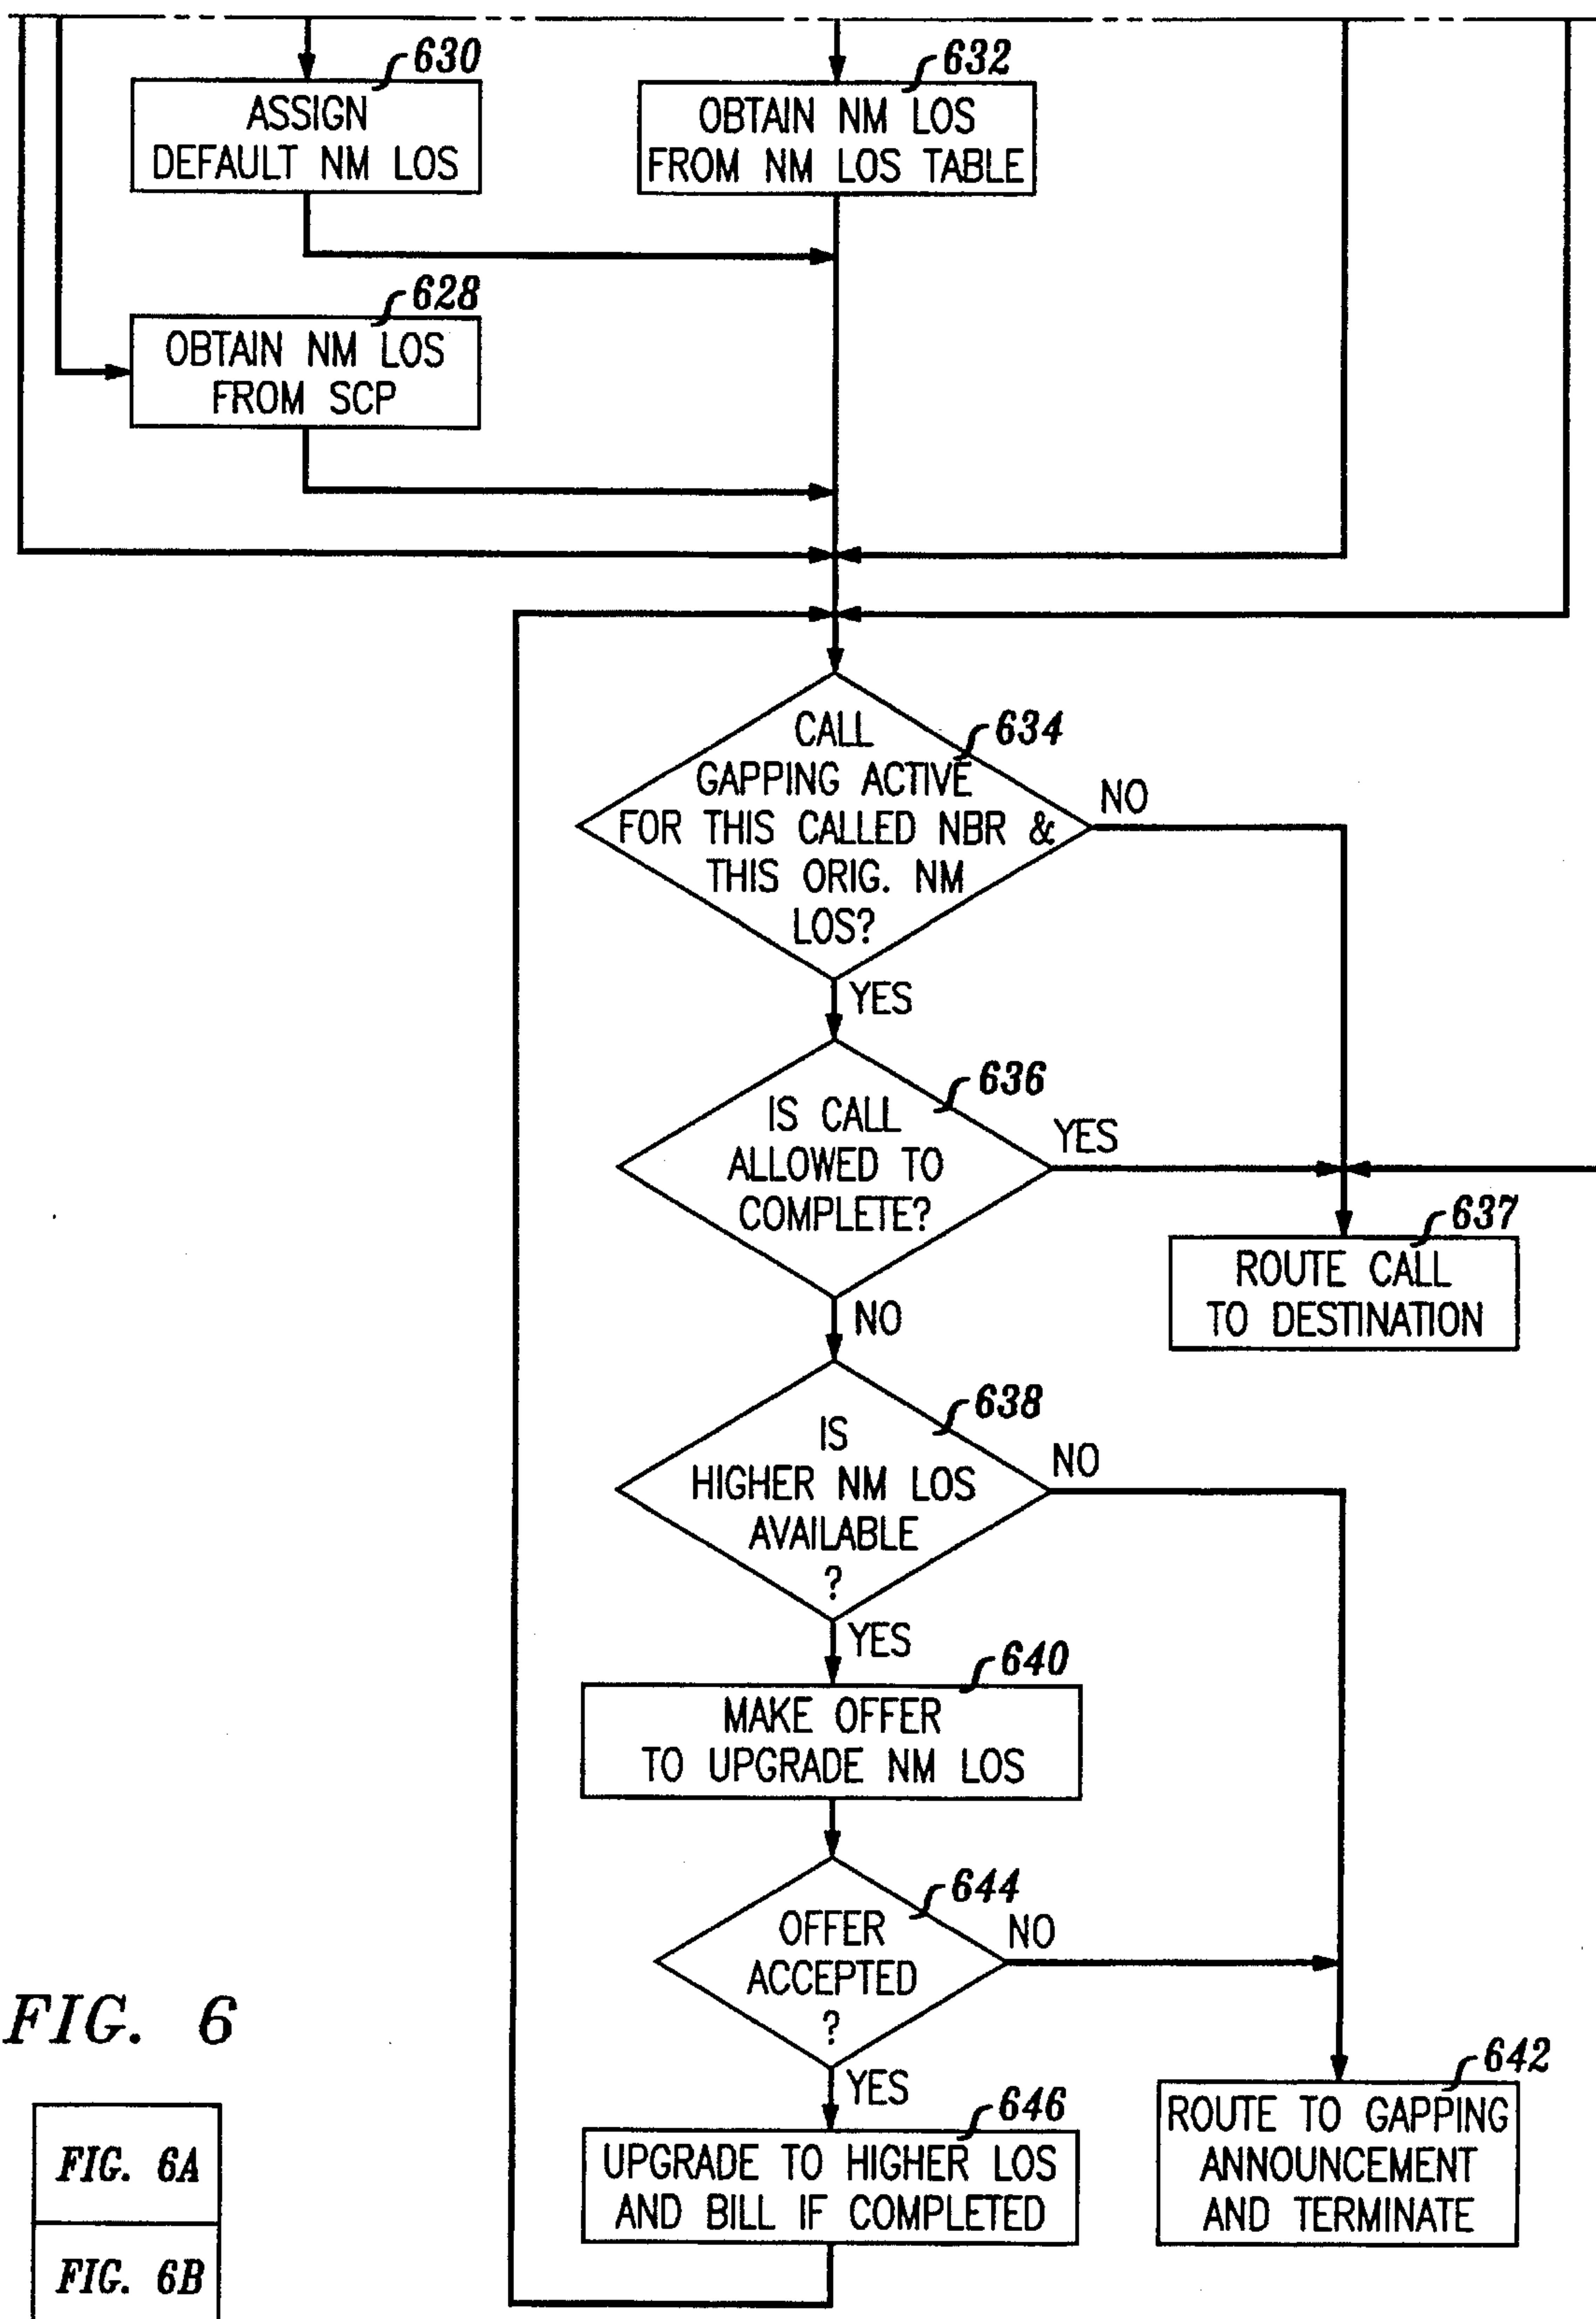 630
ASSIGN
DEFAULT NM LOS
632
OBTAIN NM LOS
FROM NM LOS TABLE
628
OBTAIN NM LOS
FROM SCP
634
CALL
GAPPING ACTIVE
FOR THIS CALLED NBR &
THIS ORIG. NM
LOS?
NO
YES
636
IS CALL
ALLOWED TO
COMPLETE?
YES
NO
637
ROUTE CALL
TO DESTINATION
638
IS
HIGHER NM LOS
AVAILABLE
?
NO
YES
640
MAKE OFFER
TO UPGRADE NM LOS
644
OFFER
ACCEPTED
?
NO
YES
646
UPGRADE TO HIGHER LOS
AND BILL IF COMPLETED
642
ROUTE TO GAPPING
ANNOUNCEMENT
AND TERMINATE
FIG. 6
FIG. 6A
FIG. 6B